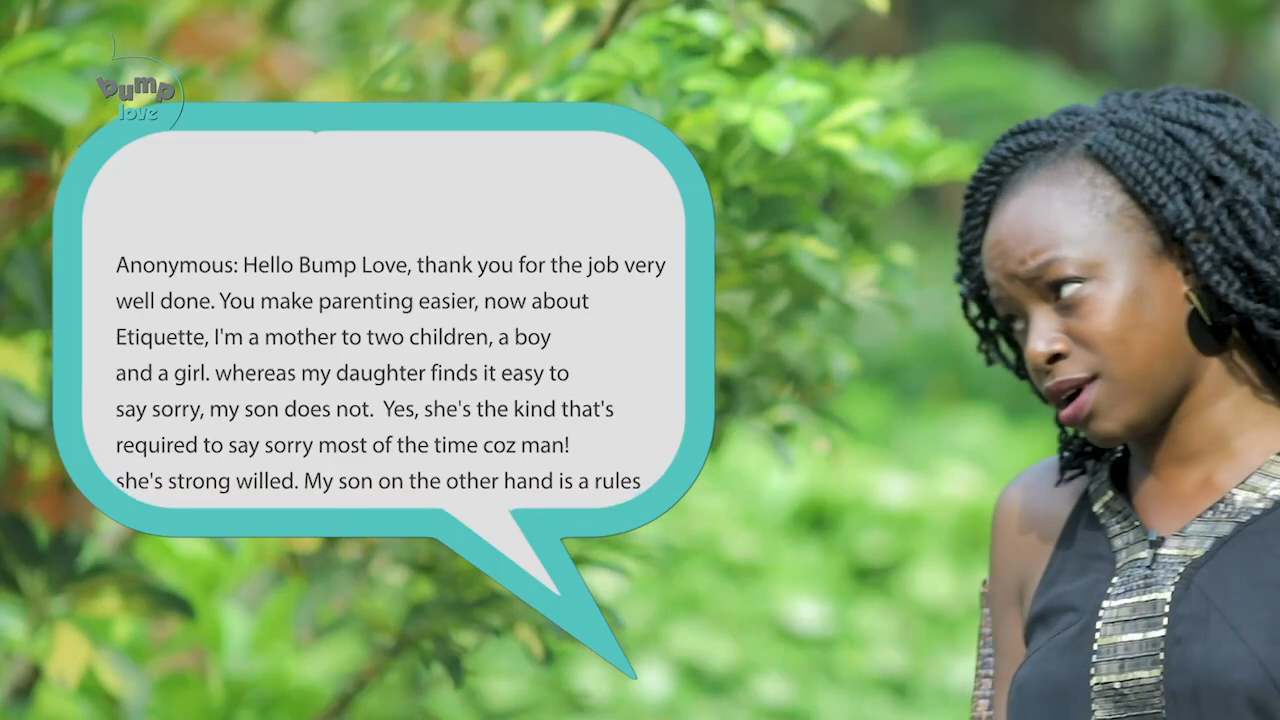 bump
love
Anonymous: Hello Bump Love, thank you for the job very
well done. You make parenting easier, now about
Etiquette, I'm a mother to two children, a boy
and a girl. whereas my daughter finds it easy to
say sorry, my son does not.  Yes, she's the kind that's
required to say sorry most of the time coz man!
she's strong willed. My son on the other hand is a rules